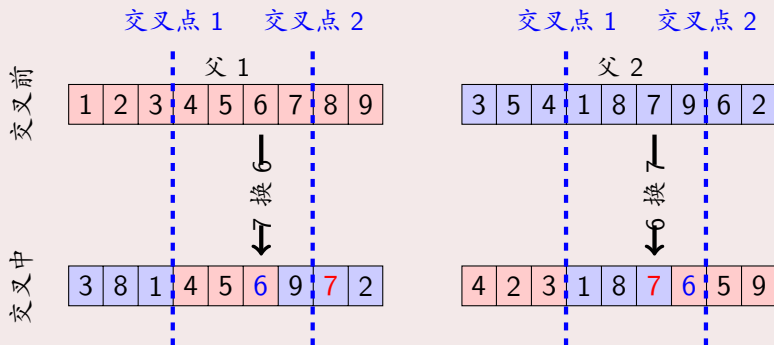 交叉点 1 交叉点 2 交叉点 1 交叉点 2
父 1 父 2
交叉前
1 2 3 4 5 6 7 8 9
3 5 4 1 8 7 9 6 2
7 换 6
6 换 7
交叉中
3 8 1 4 5 6 9 7 2
4 2 3 1 8 7 6 5 9